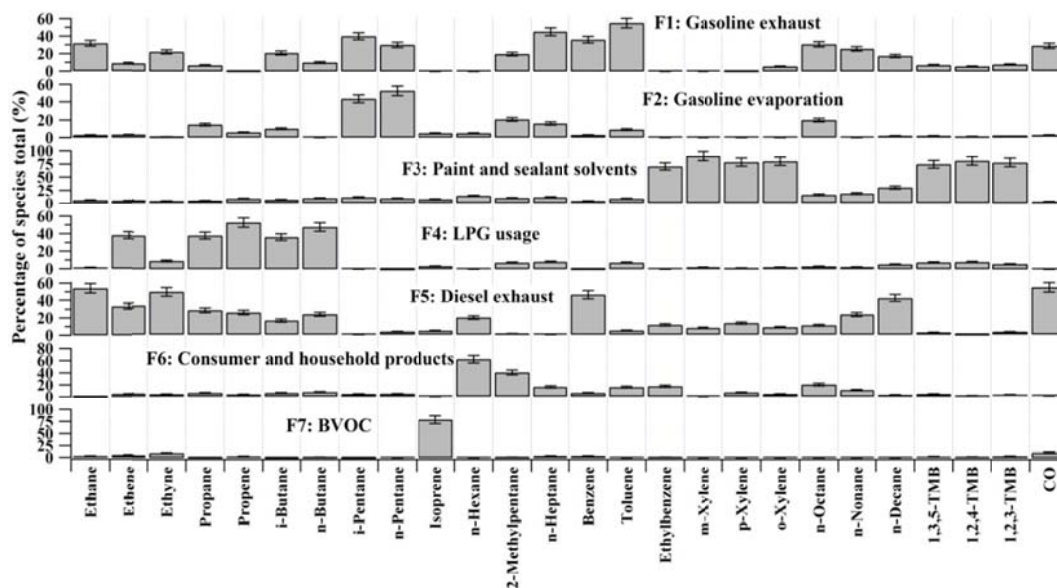 Percentage of species total (%)
60
40
20
0
F1: Gasoline exhaust
60
40
20
0
F2: Gasoline evaporation
100
75
50
25
0
F3: Paint and sealant solvents
60
40
20
0
F4: LPG usage
60
40
20
0
F5: Diesel exhaust
80
60
40
20
0
F6: Consumer and household products
100
75
50
25
0
F7: BVOC
Ethane
Ethene
Ethyne
Propane
Propene
i-Butane
n-Butane
i-Pentane
n-Pentane
Isoprene
n-Hexane
2-Methylpentane
n-Heptane
Benzene
Toluene
Ethylbenzene
m-Xylene
p-Xylene
o-Xylene
n-Octane
n-Nonane
n-Decane
1,3,5-TMB
1,2,4-TMB
1,2,3-TMB
CO